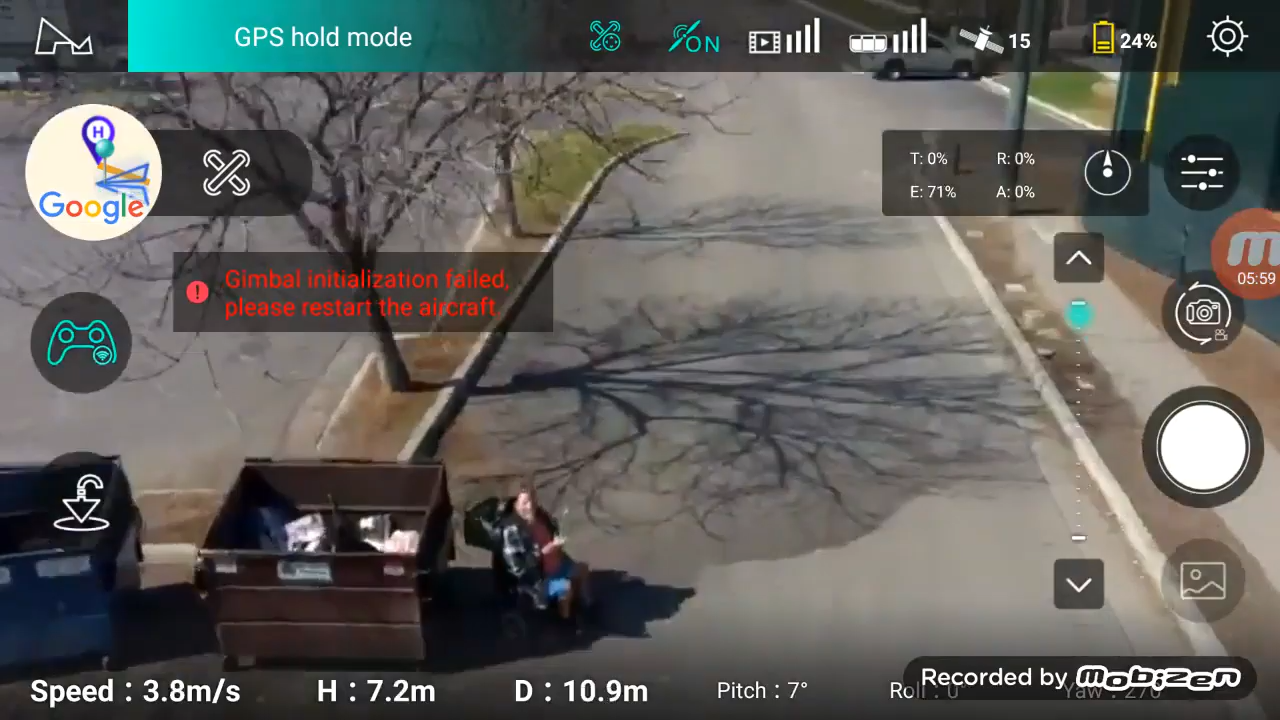 GPS hold mode
ON
15
24%
H
Google
T: 0%
R: 0%
E: 71%
A: 0%
05:59
Gimbal initialization failed,
please restart the aircraft.
Speed : 3.8m/s
H : 7.2m
D : 10.9m
Pitch : 7°
Recorded by Mobizen